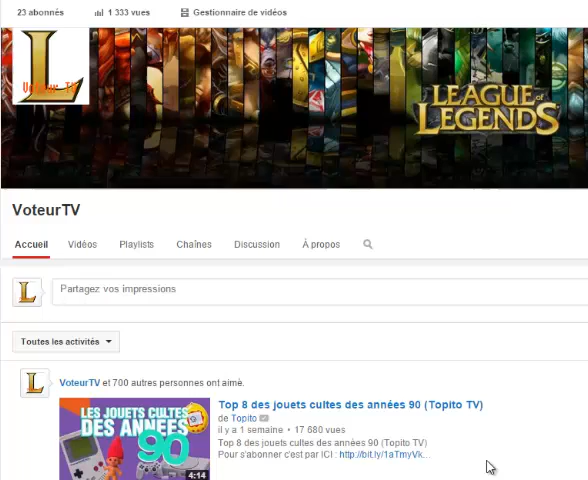 23 abonnés 1 333 vues Gestionnaire de vidéos
L
Voteur TV
LEAGUE of
LEGENDS
VoteurTV
Accueil Vidéos Playlists Chaînes Discussion À propos
L
Partagez vos impressions
Toutes les activités
L
VoteurTV et 700 autres personnes ont aimé.
LES JOUETS CULTES
DES ANNÉES
90
4:14
Top 8 des jouets cultes des années 90 (Topito TV)
de Topito
il y a 1 semaine • 17 680 vues
Top 8 des jouets cultes des années 90 (Topito TV)
Pour s'abonner c'est par ICI : http://bit.ly/1aTmyVk...